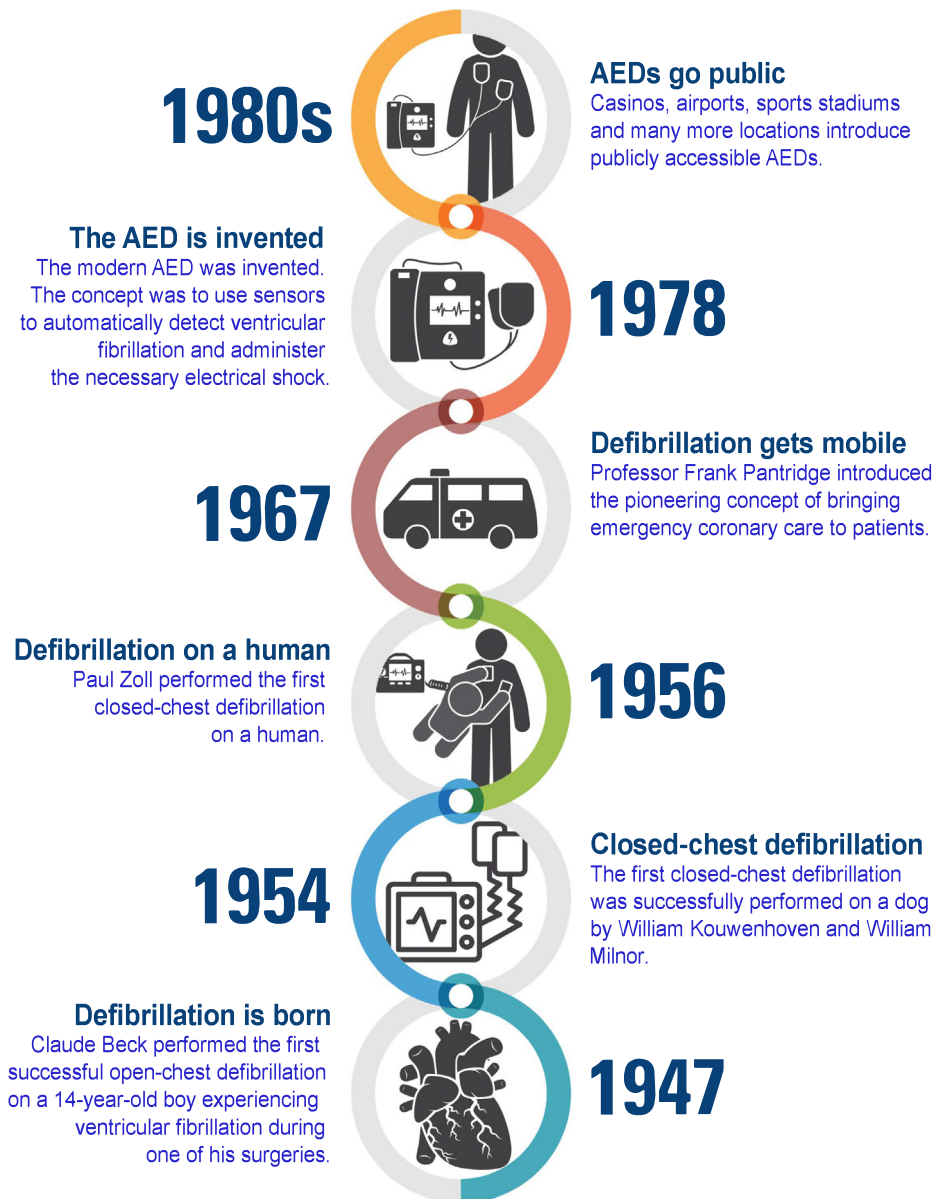 1980s
AEDs go public
Casinos, airports, sports stadiums
and many more locations introduce
publicly accessible AEDs.
The AED is invented
The modern AED was invented.
The concept was to use sensors
to automatically detect ventricular
fibrillation and administer
the necessary electrical shock.
1978
1967
Defibrillation gets mobile
Professor Frank Pantridge introduced
the pioneering concept of bringing
emergency coronary care to patients.
Defibrillation on a human
Paul Zoll performed the first
closed-chest defibrillation
on a human.
1956
1954
Closed-chest defibrillation
The first closed-chest defibrillation
was successfully performed on a dog
by William Kouwenhoven and William
Milnor.
Defibrillation is born
Claude Beck performed the first
successful open-chest defibrillation
on a 14-year-old boy experiencing
ventricular fibrillation during
one of his surgeries.
1947